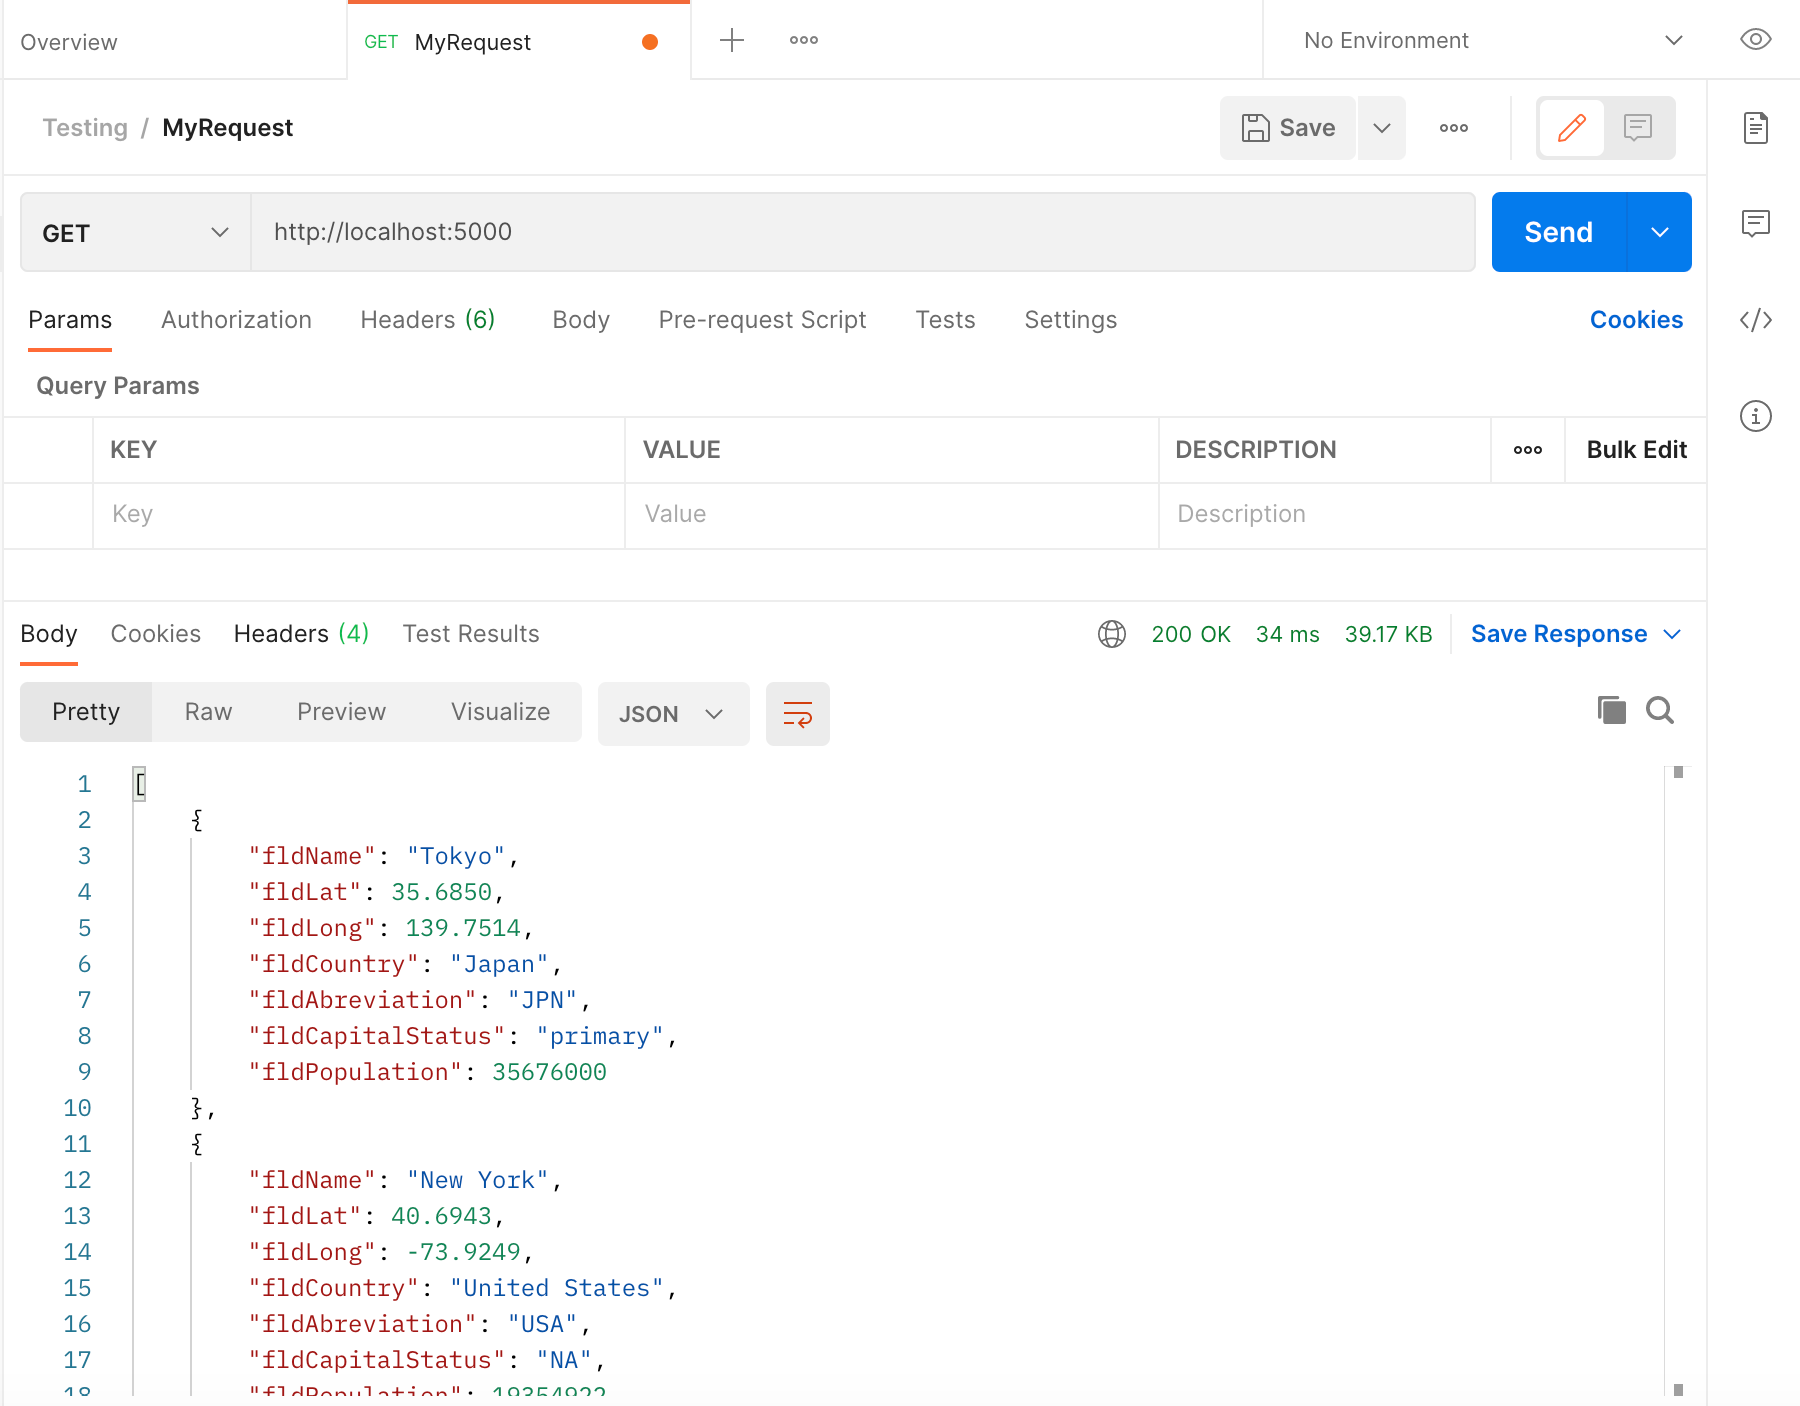 Overview
GET MyRequest
No Environment
Testing / MyRequest
Save
GET
http://localhost:5000
Send
Params Authorization Headers (6) Body Pre-request Script Tests Settings Cookies
Query Params
KEY VALUE DESCRIPTION ooo Bulk Edit
Key Value Description
Body Cookies Headers (4) Test Results 200 OK 34 ms 39.17 KB Save Response
Pretty Raw Preview Visualize JSON
1 [
2 {
3 "fldName": "Tokyo",
4 "fldLat": 35.6850,
5 "fldLong": 139.7514,
6 "fldCountry": "Japan",
7 "fldAbreviation": "JPN",
8 "fldCapitalStatus": "primary",
9 "fldPopulation": 35676000
10 },
11 {
12 "fldName": "New York",
13 "fldLat": 40.6943,
14 "fldLong": -73.9249,
15 "fldCountry": "United States",
16 "fldAbreviation": "USA",
17 "fldCapitalStatus": "NA",
18 "fldPopulation": 19354922